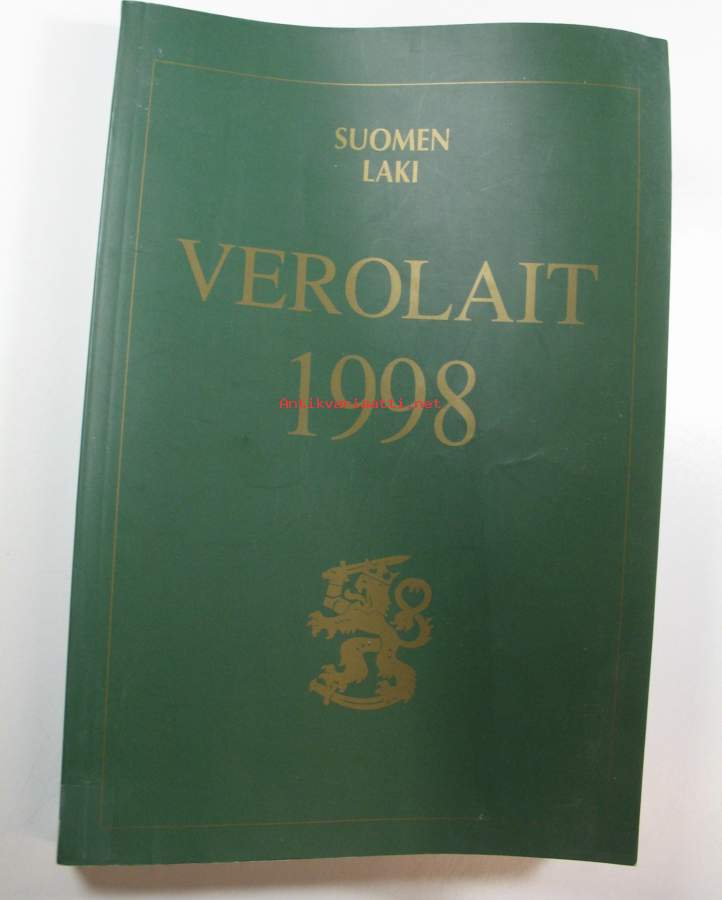 SUOMEN
LAKI
VEROLAIT
1998
Antikvariaatti.net